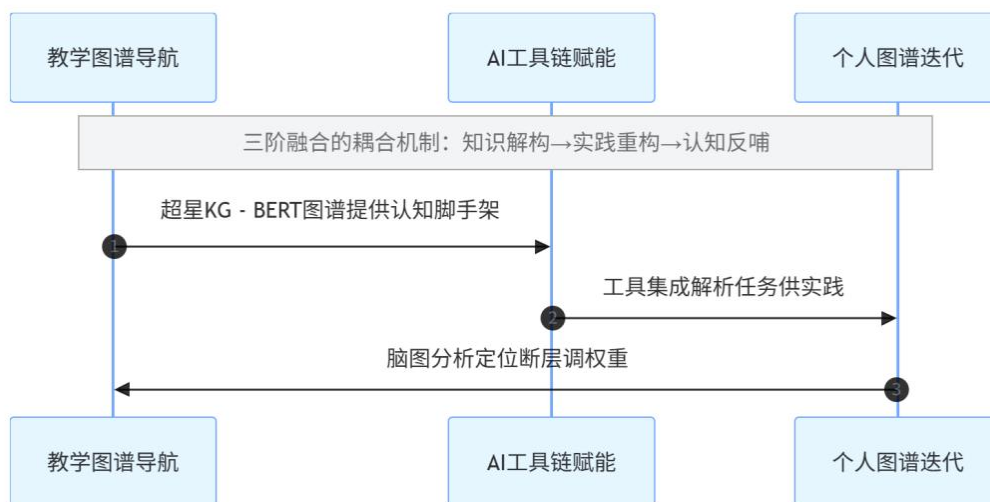 教学图谱导航
AI工具链赋能
个人图谱迭代
三阶融合的耦合机制：知识解构→实践重构→认知反哺
超星KG - BERT图谱提供认知脚手架
1
工具集成解析任务供实践
2
脑图分析定位断层调权重
3
教学图谱导航
AI工具链赋能
个人图谱迭代